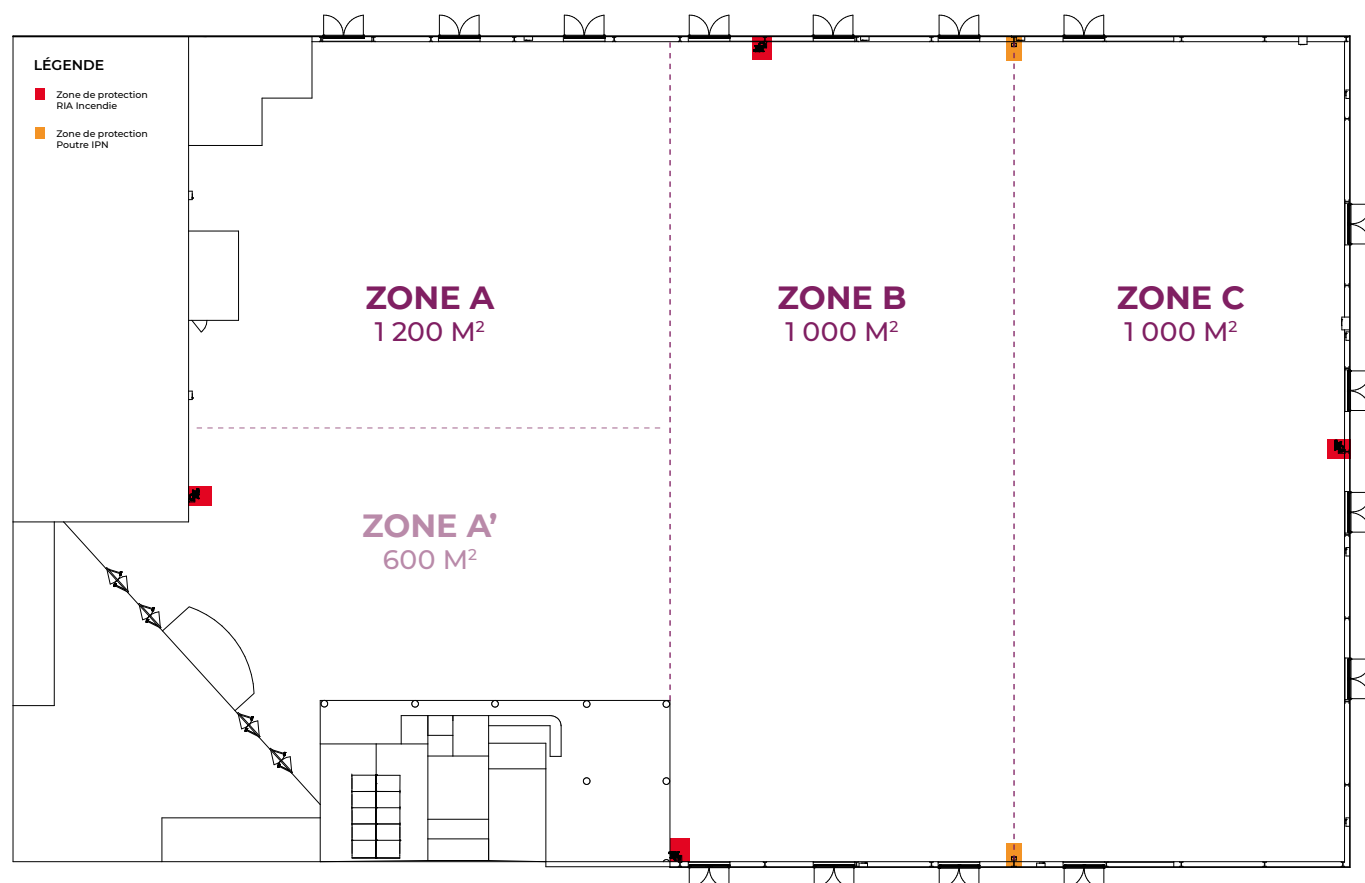 LÉGENDE
Zone de protection
RIA Incendie
Zone de protection
Poutre IPN
ZONE A
1 200 M²
ZONE B
1 000 M²
ZONE C
1 000 M²
ZONE A’
600 M²